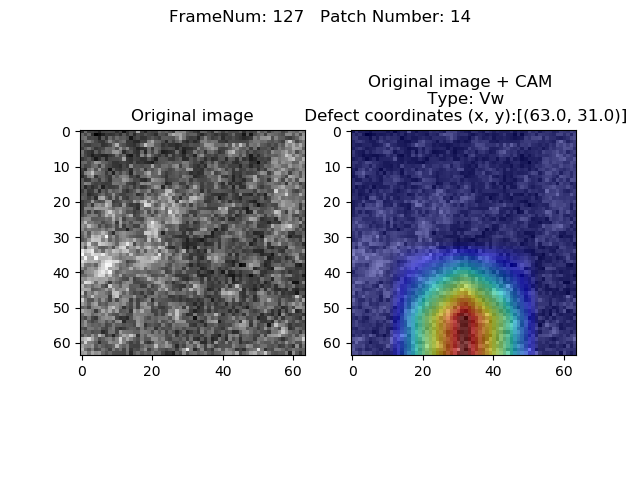 FrameNum: 127   Patch Number: 14
Original image
0
10
20
30
40
50
60
0 20 40 60
Original image + CAM
Type: Vw
Defect coordinates (x, y):[(63.0, 31.0)]
0
10
20
30
40
50
60
0 20 40 60